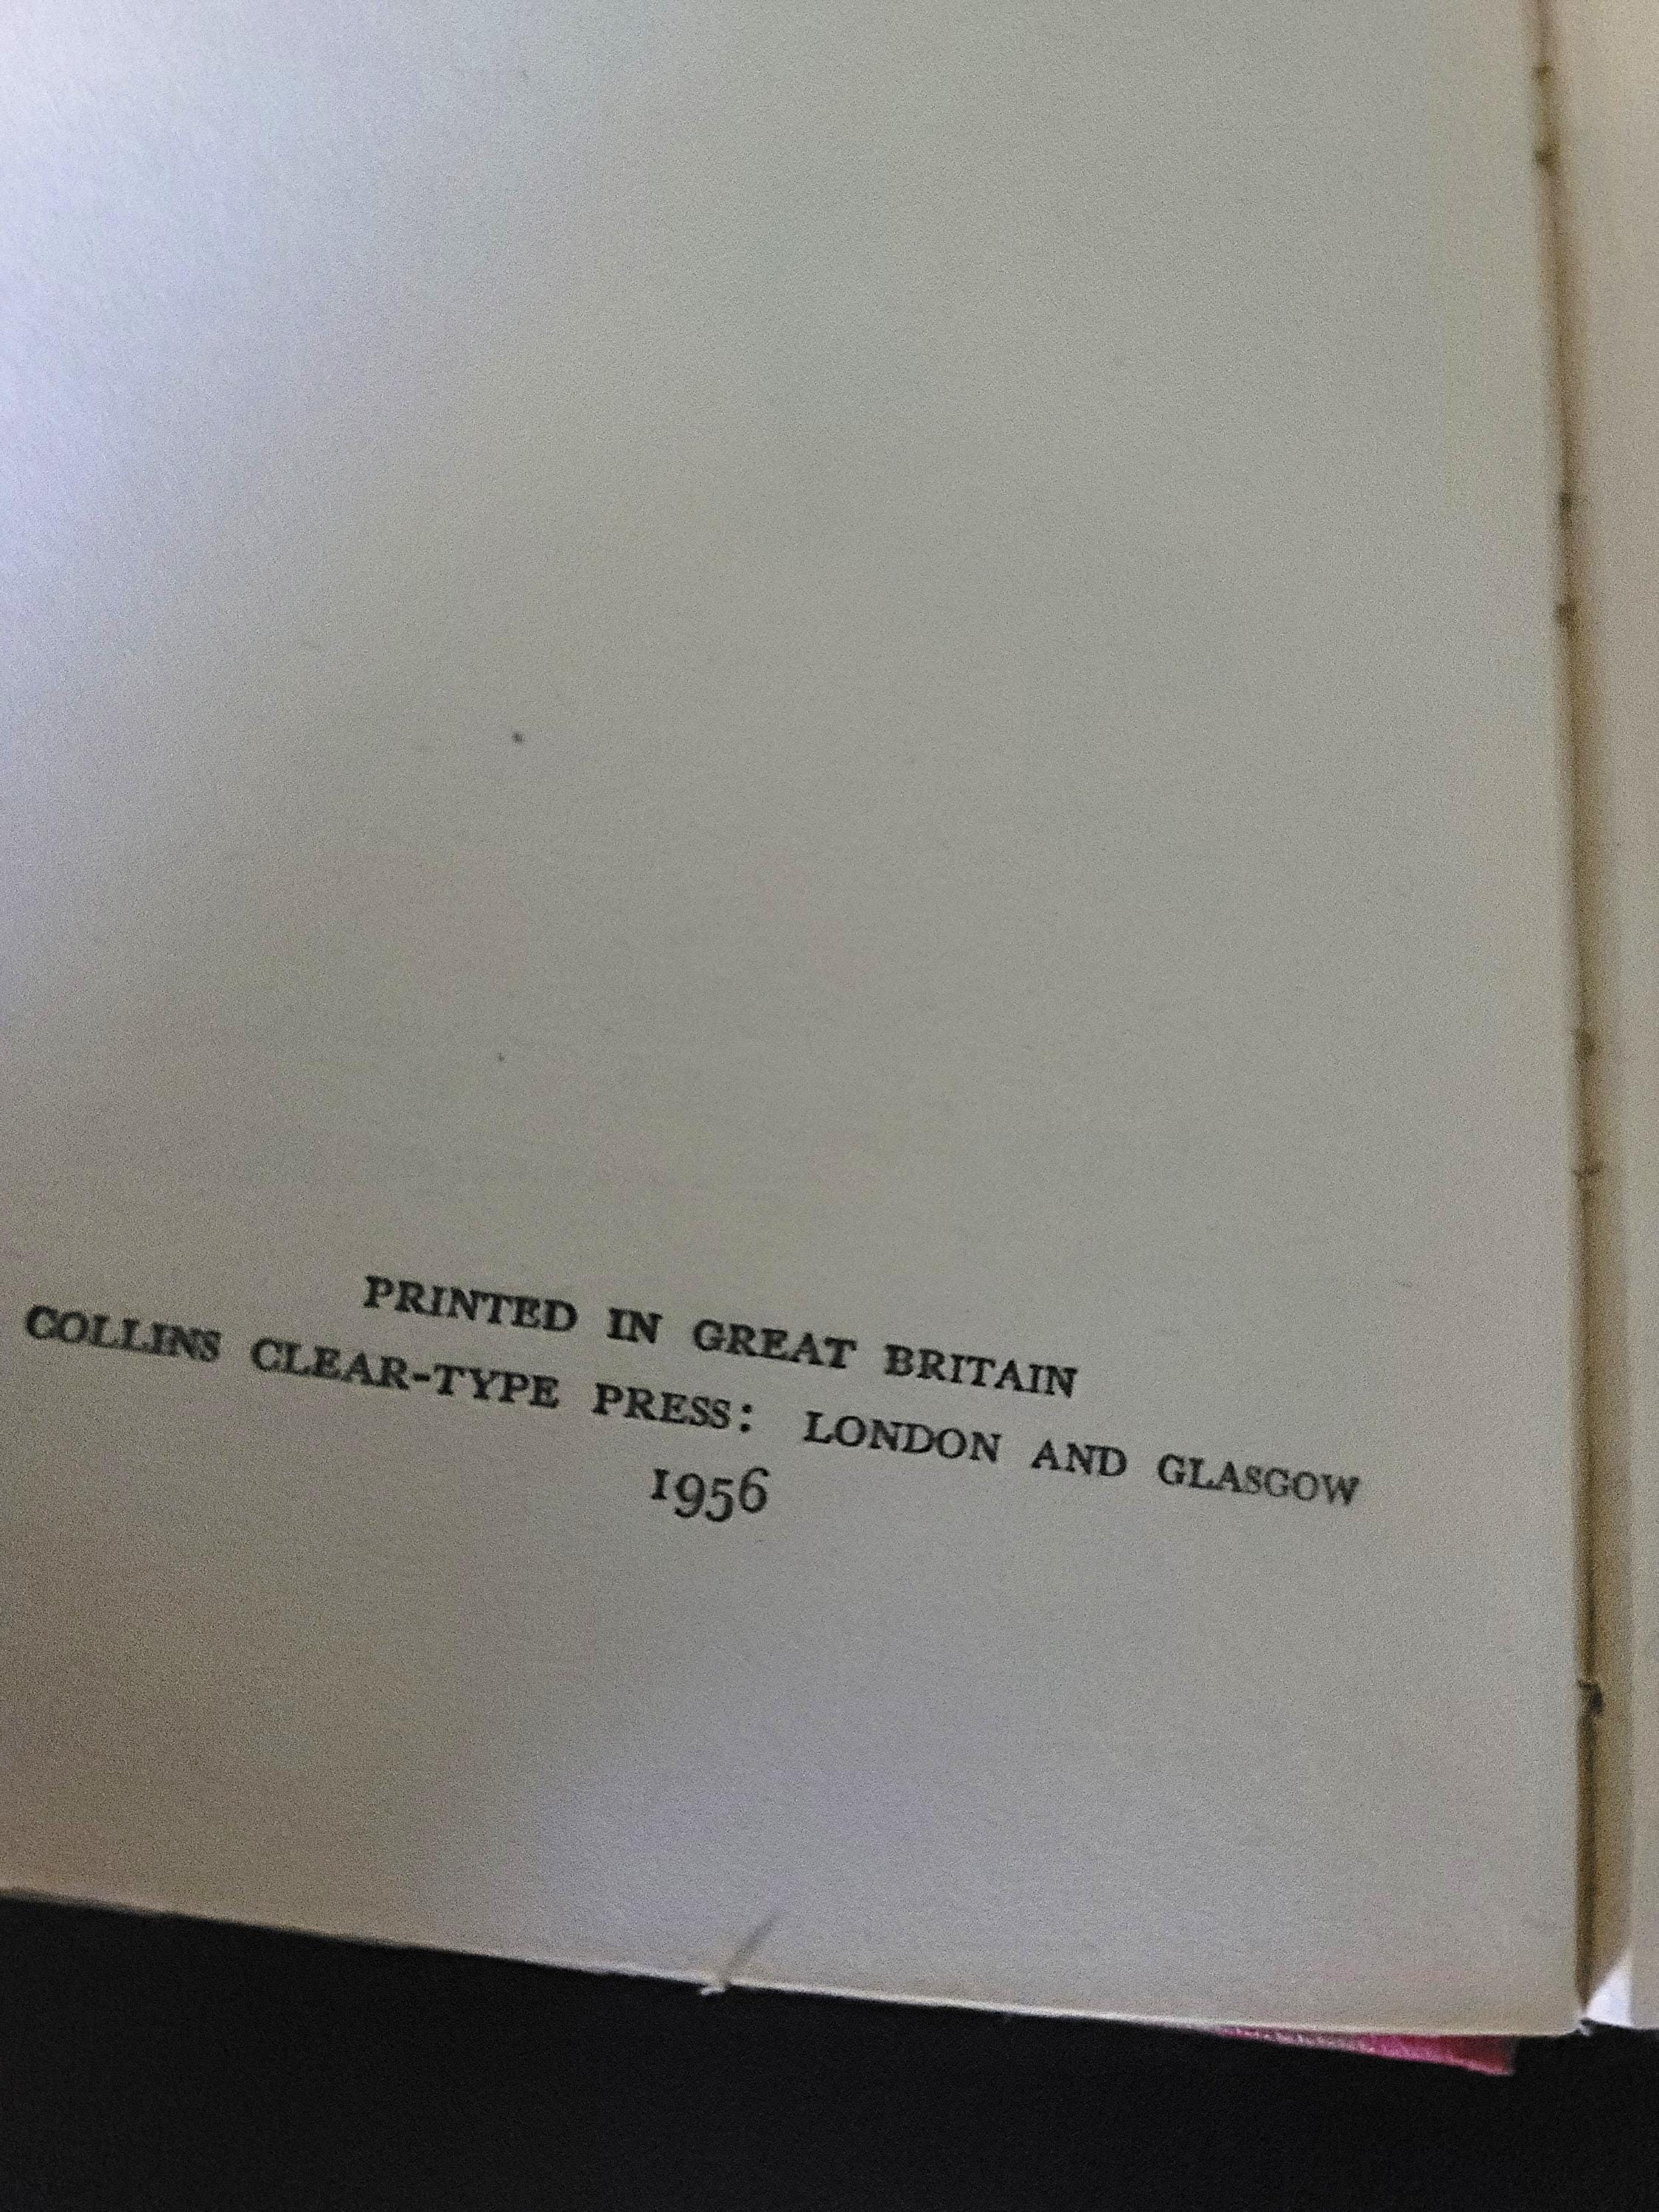 PRINTED IN GREAT BRITAIN
COLLINS CLEAR-TYPE PRESS: LONDON AND GLASGOW
1956